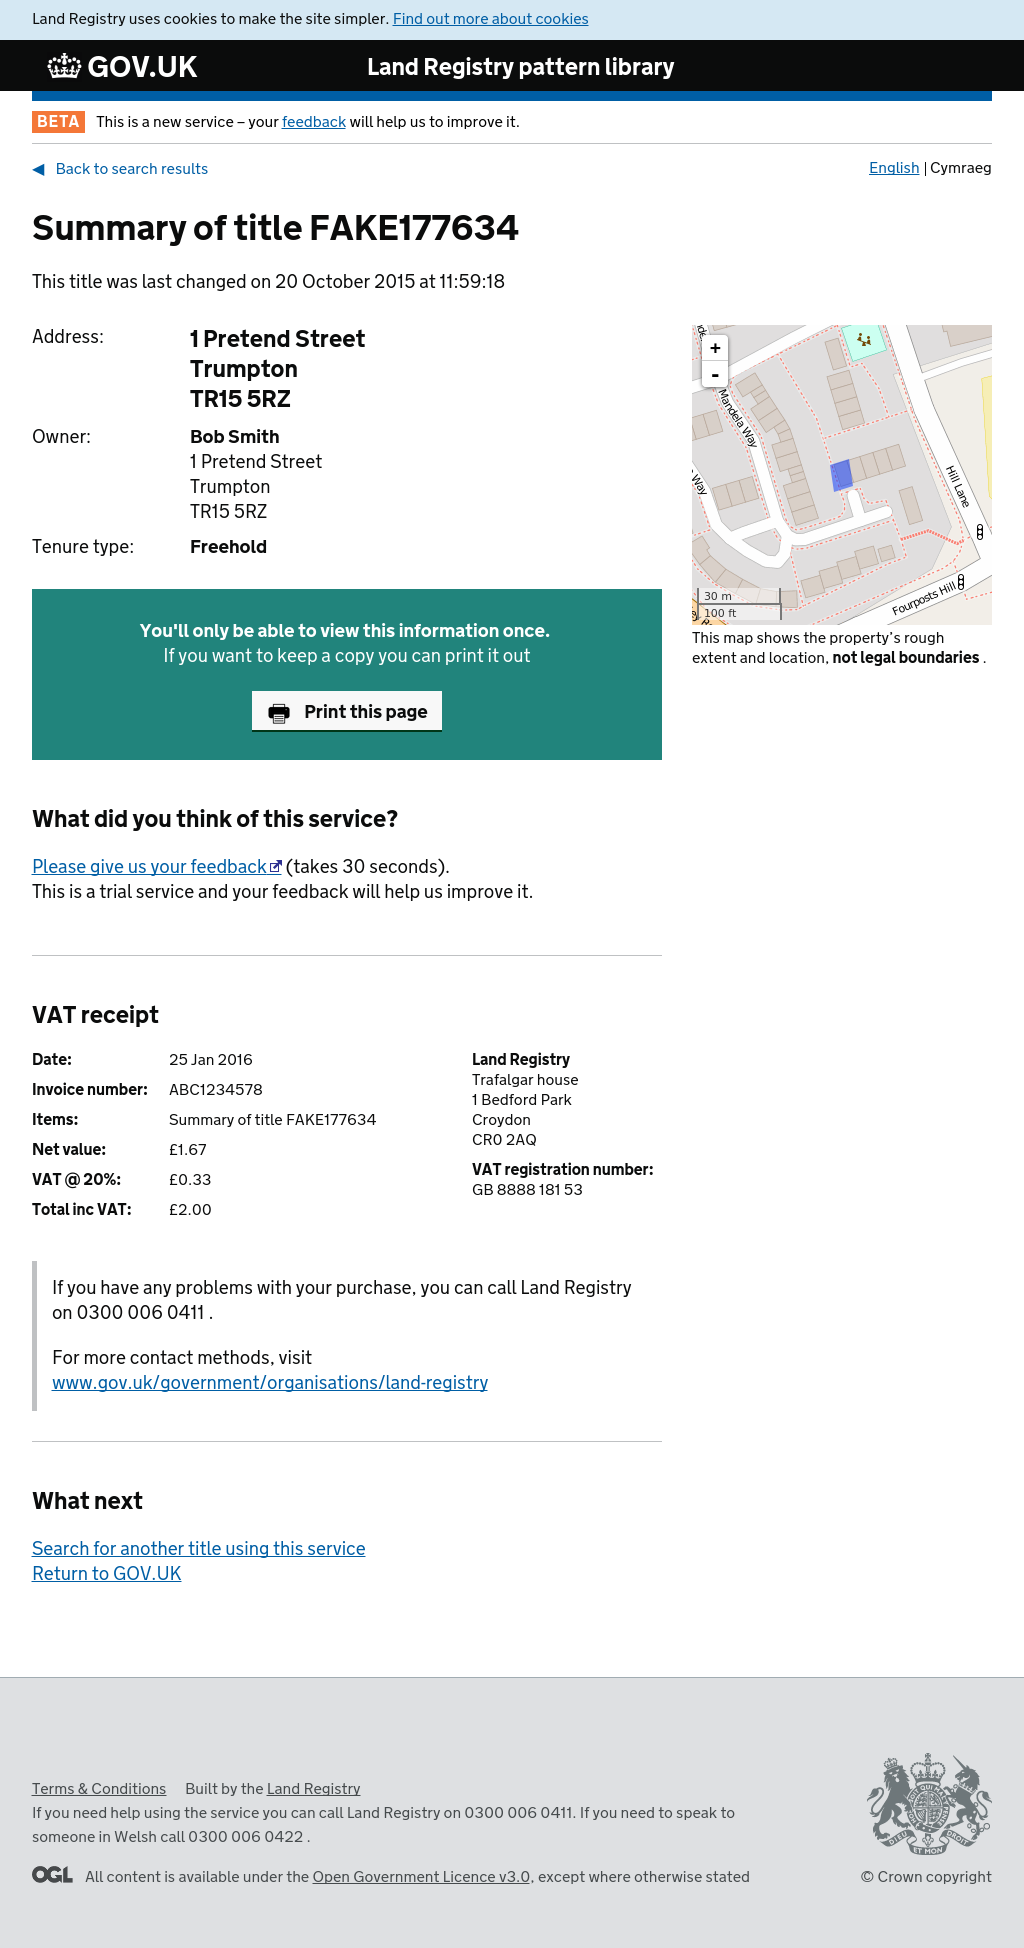 Land Registry uses cookies to make the site simpler. Find out more about cookies
GOV.UK
Land Registry pattern library
BETA This is a new service – your feedback will help us to improve it.
◀ Back to search results
English | Cymraeg
Summary of title FAKE177634
This title was last changed on 20 October 2015 at 11:59:18
Address:
1 Pretend Street
Trumpton
TR15 5RZ
Owner:
Bob Smith
1 Pretend Street
Trumpton
TR15 5RZ
Tenure type:
Freehold
+
-
Mandela Way
Way
Hill Lane
Fourposts Hill
30 m
100 ft
This map shows the property's rough
extent and location, not legal boundaries .
You'll only be able to view this information once.
If you want to keep a copy you can print it out
Print this page
What did you think of this service?
Please give us your feedback (takes 30 seconds).
This is a trial service and your feedback will help us improve it.
VAT receipt
Date: 25 Jan 2016
Invoice number: ABC1234578
Items: Summary of title FAKE177634
Net value: £1.67
VAT @ 20%: £0.33
Total inc VAT: £2.00
Land Registry
Trafalgar house
1 Bedford Park
Croydon
CR0 2AQ
VAT registration number:
GB 8888 181 53
If you have any problems with your purchase, you can call Land Registry
on 0300 006 0411 .
For more contact methods, visit
www.gov.uk/government/organisations/land-registry
What next
Search for another title using this service
Return to GOV.UK
Terms & Conditions Built by the Land Registry
If you need help using the service you can call Land Registry on 0300 006 0411. If you need to speak to
someone in Welsh call 0300 006 0422 .
OGL All content is available under the Open Government Licence v3.0, except where otherwise stated
DIEU ET MON DROIT
© Crown copyright